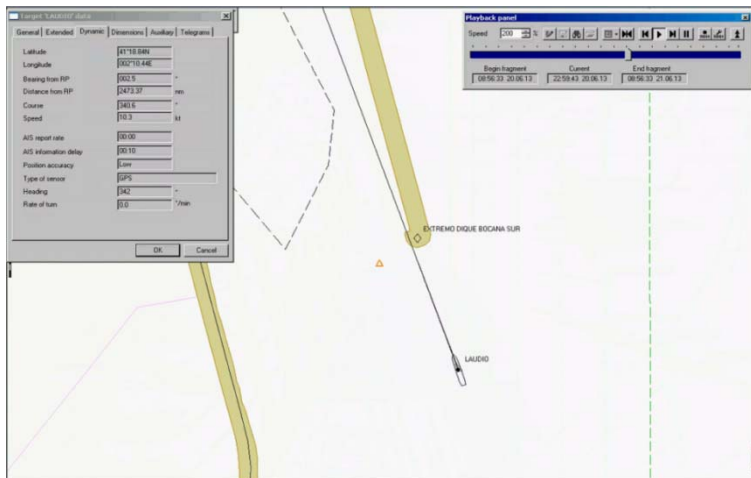 Target "LAUDIO" data
General
Extended
Dynamic
Dimensions
Auxiliary
Telegrams
Latitude 41°18.84N
Longitude 002°10.44E
Bearing from RP 002.5 °
Distance from RP 2473.37 nm
Course 340.6 °
Speed 10.3 kt
AIS report rate 00:00
AIS information delay 00:10
Position accuracy Low
Type of sensor GPS
Heading 342 °
Rate of turn 0.0 °/min
OK
Cancel
Playback panel
Speed 200 %
Begin fragment Current End fragment
08:56:33 20.06.13 22:59:43 20.06.13 08:56:33 21.06.13
EXTREMO DIQUE BOCANA SUR
LAUDIO